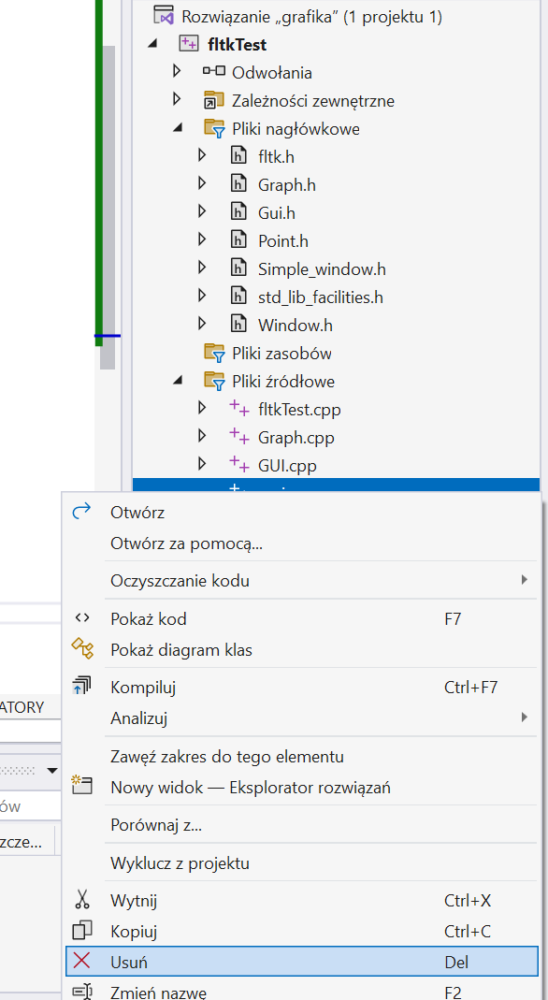 Rozwiązanie „grafika” (1 projektu 1)
fltkTest
Odwołania
Zależności zewnętrzne
Pliki nagłówkowe
fltk.h
Graph.h
Gui.h
Point.h
Simple_window.h
std_lib_facilities.h
Window.h
Pliki zasobów
Pliki źródłowe
fltkTest.cpp
Graph.cpp
GUI.cpp
Otwórz
Otwórz za pomocą...
Oczyszczanie kodu
Pokaż kod F7
Pokaż diagram klas
Kompiluj Ctrl+F7
ATORY
Analizuj
Zawęź zakres do tego elementu
Nowy widok — Eksplorator rozwiązań
ów
Porównaj z...
zcze...
Wyklucz z projektu
Wytnij Ctrl+X
Kopiuj Ctrl+C
Usuń Del
Zmień nazwę F2